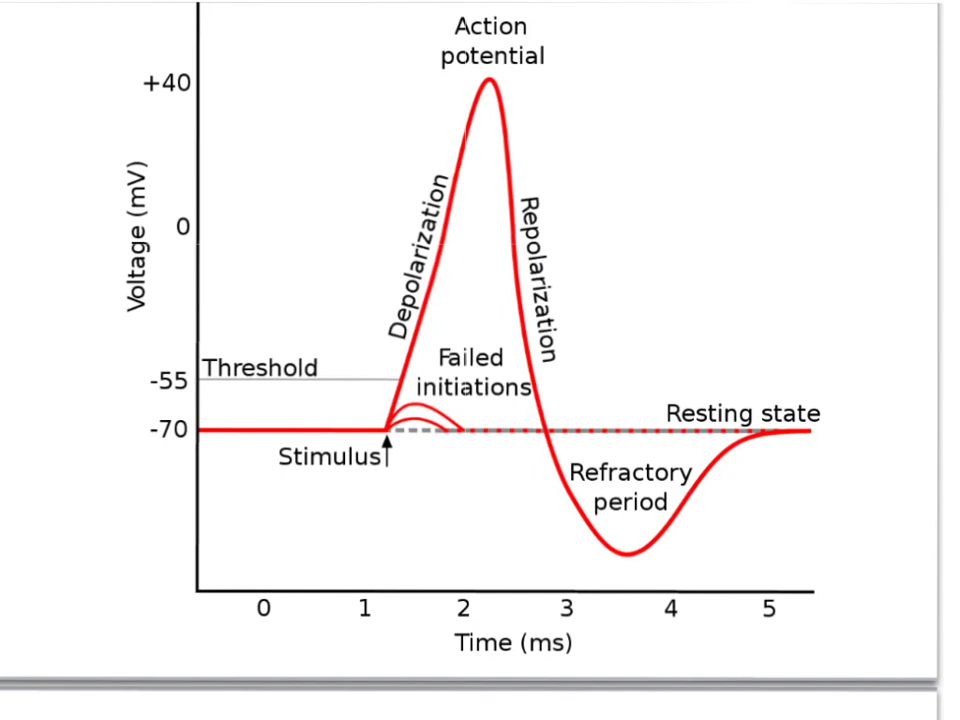 Action
potential
+40
Voltage (mV)
0
Depolarization
Repolarization
Threshold
Failed
initiations
-55
-70
Resting state
Stimulus
Refractory
period
0 1 2 3 4 5
Time (ms)